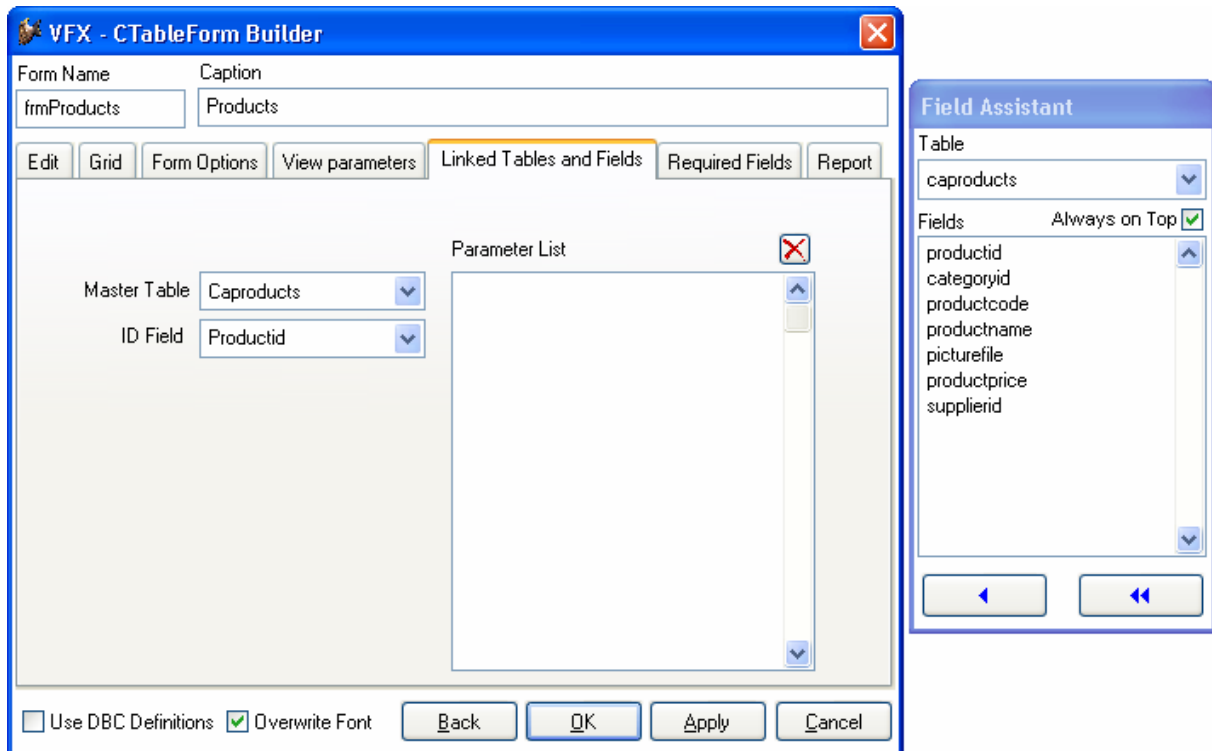 VFX - CTableForm Builder
Form Name Caption
frmProducts Products
Edit Grid Form Options View parameters Linked Tables and Fields Required Fields Report
Parameter List
Master Table Caproducts
ID Field Productid
Use DBC Definitions Overwrite Font Back OK Apply Cancel
Field Assistant
Table
caproducts
Fields Always on Top
productid
categoryid
productcode
productname
picturefile
productprice
supplierid